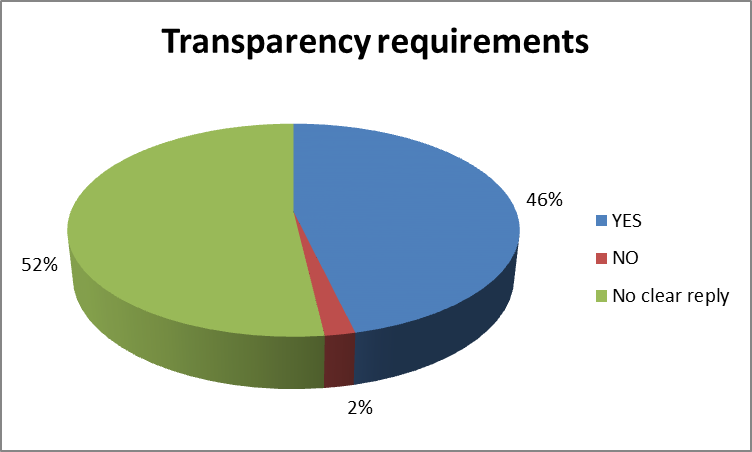 Transparency requirements
46%
YES
NO
52%
No clear reply
2%